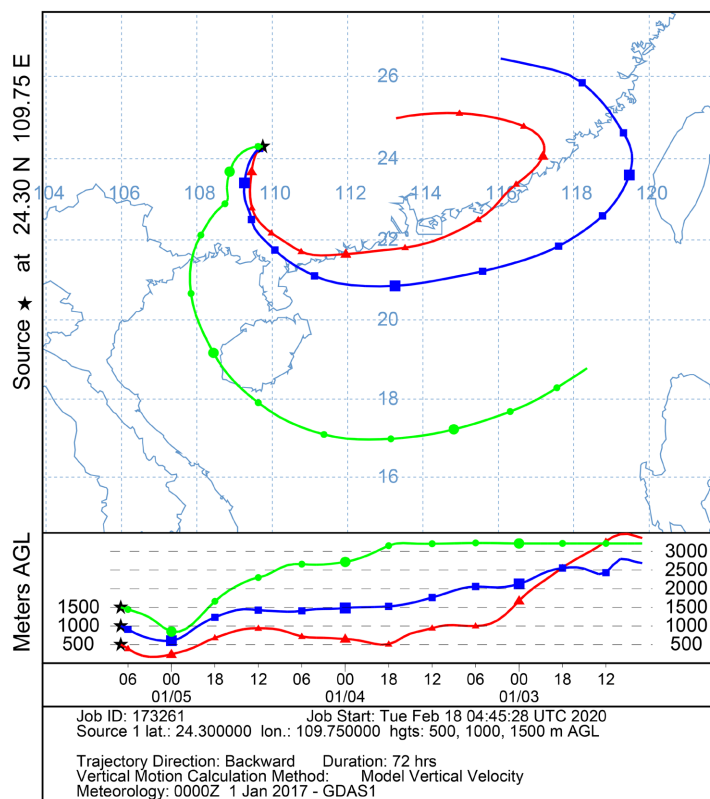 Source ★ at 24.30 N 109.75 E
26
24
104 106 108 110 112 114 116 118 120
22
20
18
16
Meters AGL
1500
1000
500
3000
2500
2000
1500
1000
500
06 00 18 12 06 00 18 12 06 00 18 12
01/05 01/04 01/03
Job ID: 173261 Job Start: Tue Feb 18 04:45:28 UTC 2020
Source 1 lat.: 24.300000 lon.: 109.750000 hgts: 500, 1000, 1500 m AGL
Trajectory Direction: Backward Duration: 72 hrs
Vertical Motion Calculation Method: Model Vertical Velocity
Meteorology: 0000Z 1 Jan 2017 - GDAS1